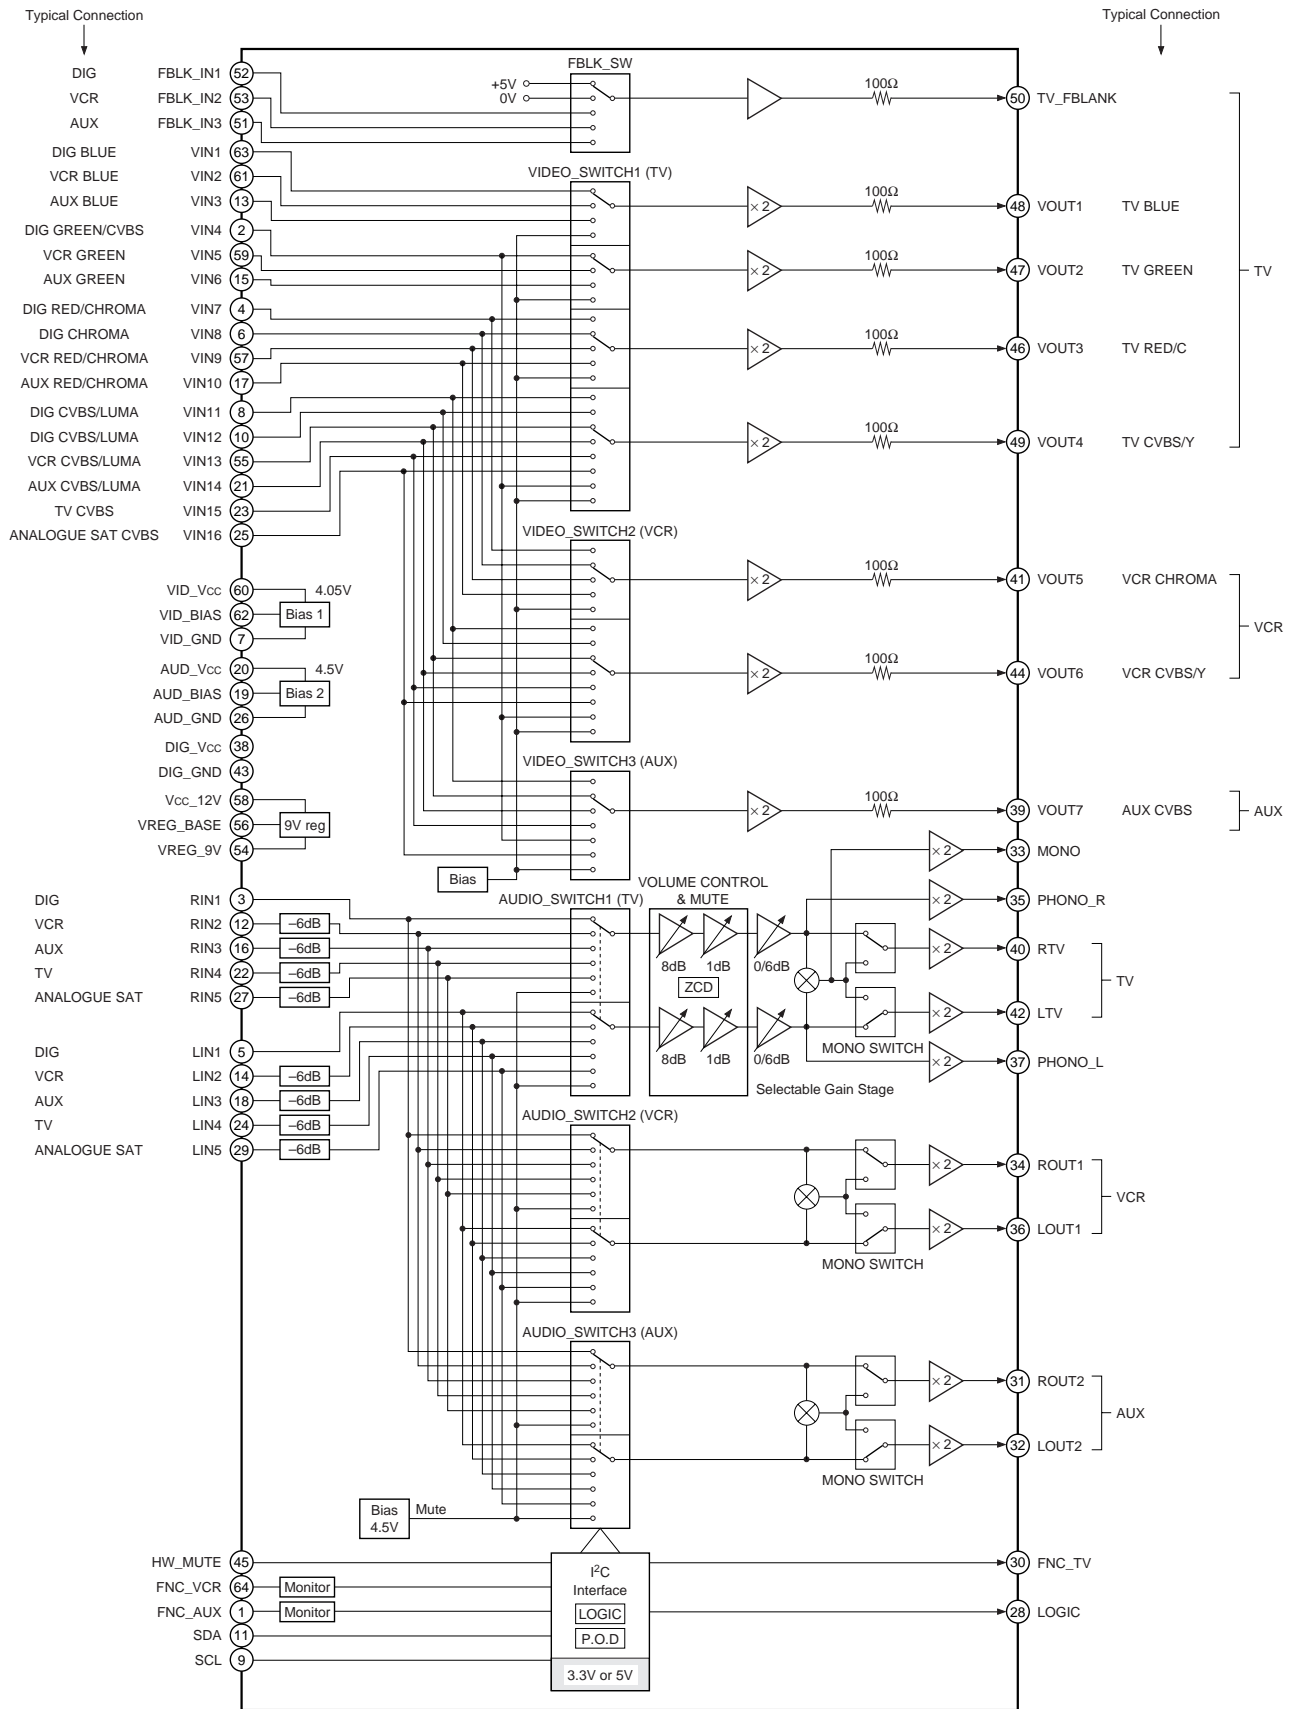 Typical Connection
Typical Connection
DIG FBLK_IN1 52
VCR FBLK_IN2 53
AUX FBLK_IN3 51
DIG BLUE VIN1 63
VCR BLUE VIN2 61
AUX BLUE VIN3 13
DIG GREEN/CVBS VIN4 2
VCR GREEN VIN5 59
AUX GREEN VIN6 15
DIG RED/CHROMA VIN7 4
DIG CHROMA VIN8 6
VCR RED/CHROMA VIN9 57
AUX RED/CHROMA VIN10 17
DIG CVBS/LUMA VIN11 8
DIG CVBS/LUMA VIN12 10
VCR CVBS/LUMA VIN13 55
AUX CVBS/LUMA VIN14 21
TV CVBS VIN15 23
ANALOGUE SAT CVBS VIN16 25
VID_Vcc 60 4.05V
VID_BIAS 62 Bias 1
VID_GND 7
AUD_Vcc 20 4.5V
AUD_BIAS 19 Bias 2
AUD_GND 26
DIG_Vcc 38
DIG_GND 43
Vcc_12V 58
VREG_BASE 56 9V reg
VREG_9V 54
DIG RIN1 3
VCR RIN2 12 –6dB
AUX RIN3 16 –6dB
TV RIN4 22 –6dB
ANALOGUE SAT RIN5 27 –6dB
DIG LIN1 5
VCR LIN2 14 –6dB
AUX LIN3 18 –6dB
TV LIN4 24 –6dB
ANALOGUE SAT LIN5 29 –6dB
HW_MUTE 45
FNC_VCR 64 Monitor
FNC_AUX 1 Monitor
SDA 11
SCL 9
FBLK_SW
+5V
0V
100Ω
50 TV_FBLANK
VIDEO_SWITCH1 (TV)
×2 100Ω 48 VOUT1 TV BLUE
×2 100Ω 47 VOUT2 TV GREEN
TV
×2 100Ω 46 VOUT3 TV RED/C
×2 100Ω 49 VOUT4 TV CVBS/Y
VIDEO_SWITCH2 (VCR)
×2 100Ω 41 VOUT5 VCR CHROMA
VCR
×2 100Ω 44 VOUT6 VCR CVBS/Y
VIDEO_SWITCH3 (AUX)
×2 100Ω 39 VOUT7 AUX CVBS AUX
Bias
×2 33 MONO
AUDIO_SWITCH1 (TV)
VOLUME CONTROL
& MUTE
×2 35 PHONO_R
8dB 1dB 0/6dB
×2 40 RTV
ZCD
TV
×2 42 LTV
8dB 1dB 0/6dB
MONO SWITCH
×2 37 PHONO_L
Selectable Gain Stage
AUDIO_SWITCH2 (VCR)
×2 34 ROUT1
VCR
×2 36 LOUT1
MONO SWITCH
AUDIO_SWITCH3 (AUX)
×2 31 ROUT2
AUX
×2 32 LOUT2
MONO SWITCH
Bias
4.5V
Mute
I²C
Interface
LOGIC
P.O.D
3.3V or 5V
30 FNC_TV
28 LOGIC